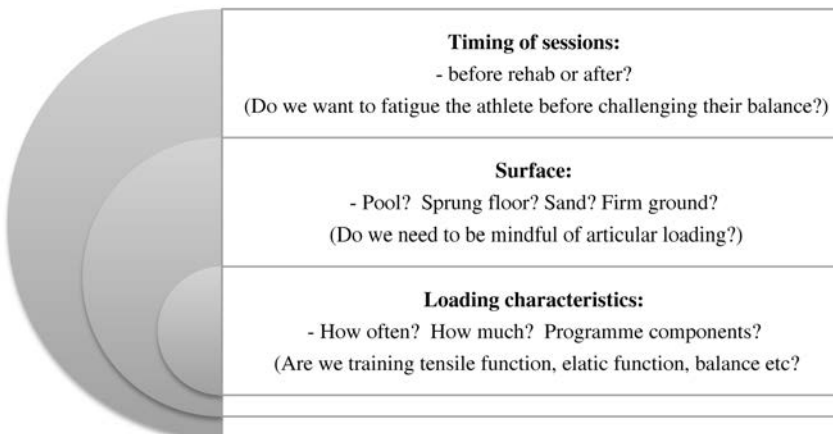 Timing of sessions:
- before rehab or after?
(Do we want to fatigue the athlete before challenging their balance?)
Surface:
- Pool?  Sprung floor? Sand? Firm ground?
(Do we need to be mindful of articular loading?)
Loading characteristics:
- How often?  How much?  Programme components?
(Are we training tensile function, elatic function, balance etc?